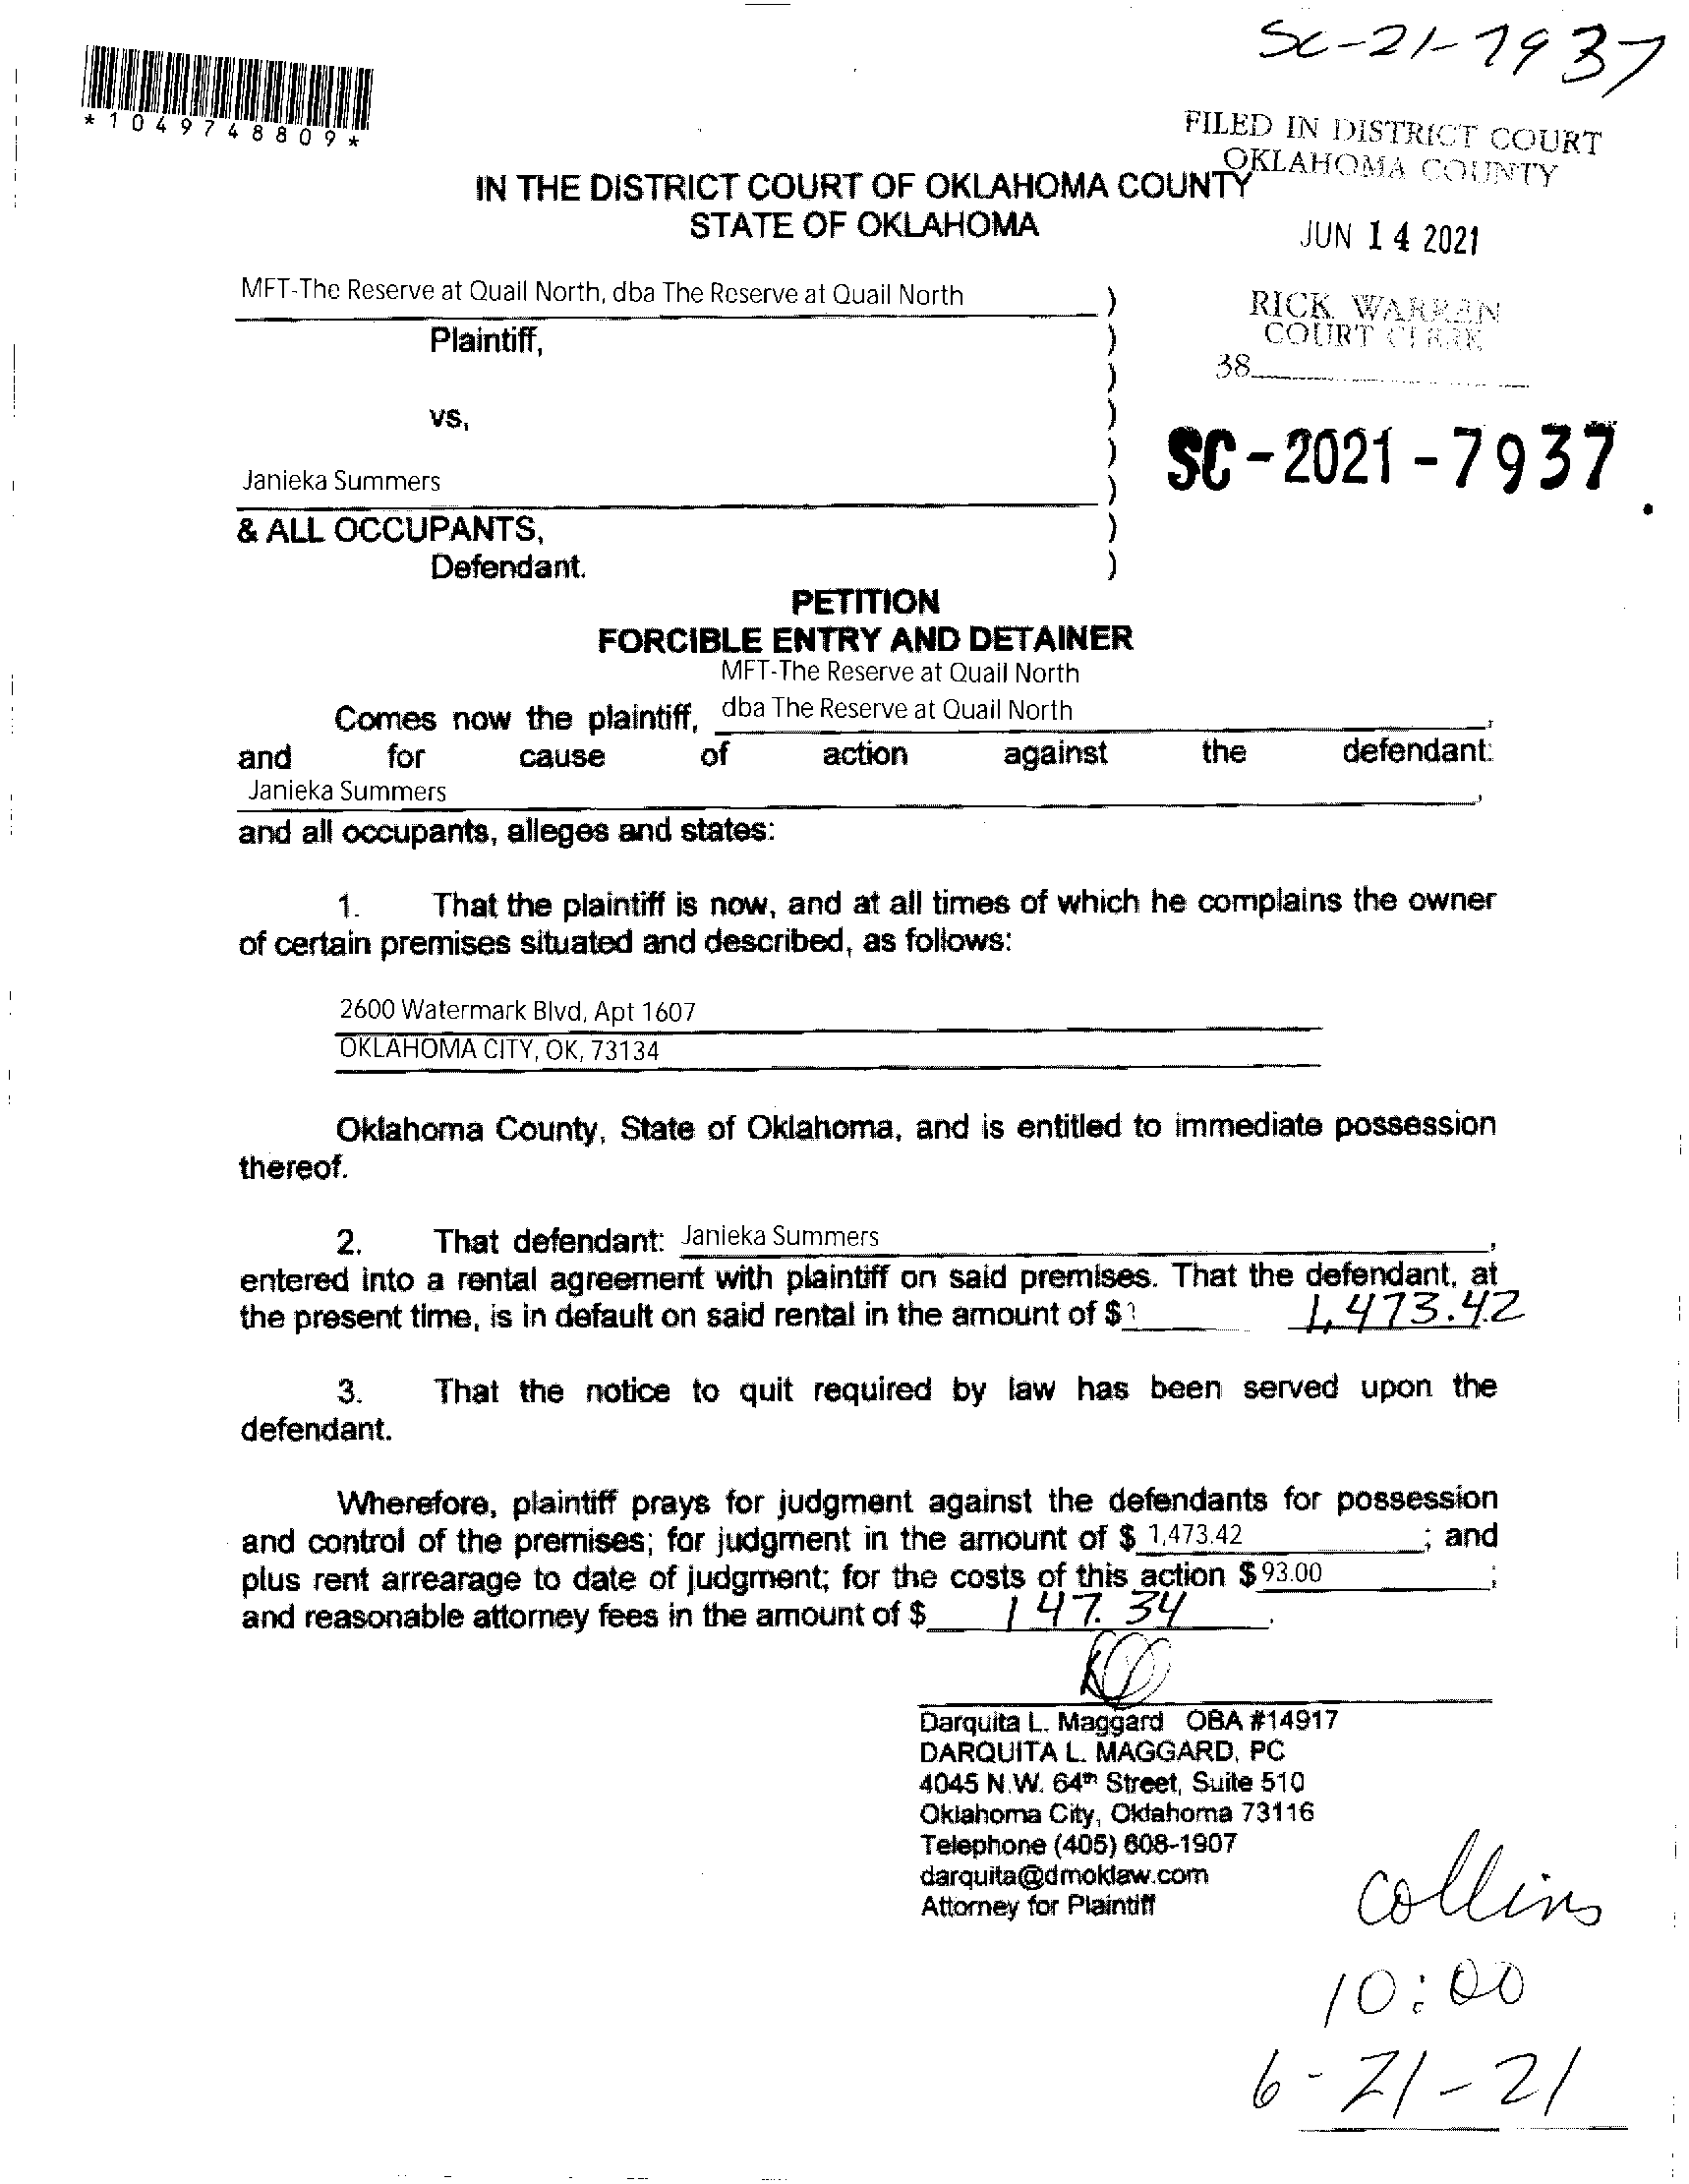 SC-21-7937
*1049748809*
FILED IN DISTRICT COURT
OKLAHOMA COUNTY
IN THE DISTRICT COURT OF OKLAHOMA COUNTY
STATE OF OKLAHOMA
JUN 14 2021
MFT-The Reserve at Quail North, dba The Reserve at Quail North )
RICK WARREN
Plaintiff, )
COURT CLERK
)
38
vs, )
)
SC-2021-7937
Janieka Summers )
& ALL OCCUPANTS, )
Defendant. )
PETITION
FORCIBLE ENTRY AND DETAINER
MFT-The Reserve at Quail North
Comes now the plaintiff, dba The Reserve at Quail North,
and for cause of action against the defendant:
Janieka Summers,
and all occupants, alleges and states:
1. That the plaintiff is now, and at all times of which he complains the owner
of certain premises situated and described, as follows:
2600 Watermark Blvd, Apt 1607
OKLAHOMA CITY, OK, 73134
Oklahoma County, State of Oklahoma, and is entitled to immediate possession
thereof.
2. That defendant: Janieka Summers,
entered into a rental agreement with plaintiff on said premises. That the defendant, at
the present time, is in default on said rental in the amount of $ 1,473.42
3. That the notice to quit required by law has been served upon the
defendant.
Wherefore, plaintiff prays for judgment against the defendants for possession
and control of the premises; for judgment in the amount of $ 1,473.42; and
plus rent arrearage to date of judgment; for the costs of this action $93.00;
and reasonable attorney fees in the amount of $ 147.34.
Darquita L. Maggard OBA #14917
DARQUITA L. MAGGARD, PC
4045 N.W. 64th Street, Suite 510
Oklahoma City, Oklahoma 73116
Telephone (405) 608-1907
darquita@dmoklaw.com
Attorney for Plaintiff
Collins
10:00
6-21-21